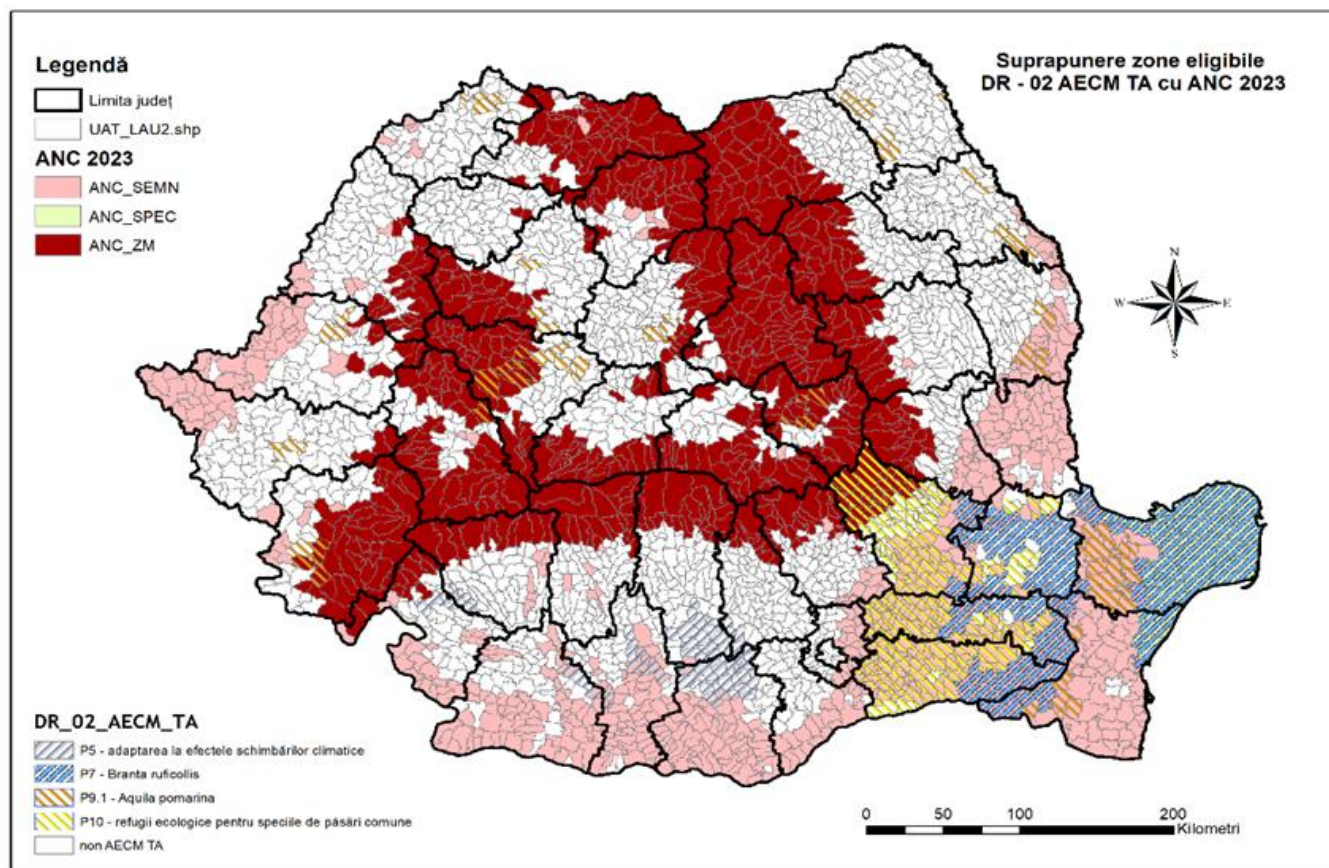 Suprapunere zone eligibile
DR - 02 AECM TA cu ANC 2023
Legendă
Limita județ
UAT_LAU2.shp
ANC 2023
ANC_SEMN
ANC_SPEC
ANC_ZM
N
W E
S
DR_02_AECM_TA
P5 - adaptarea la efectele schimbărilor climatice
P7 - Branta ruficollis
P9.1 - Aquila pomarina
P10 - refugii ecologice pentru speciile de păsări comune
non AECM TA
0 50 100 200
Kilometri